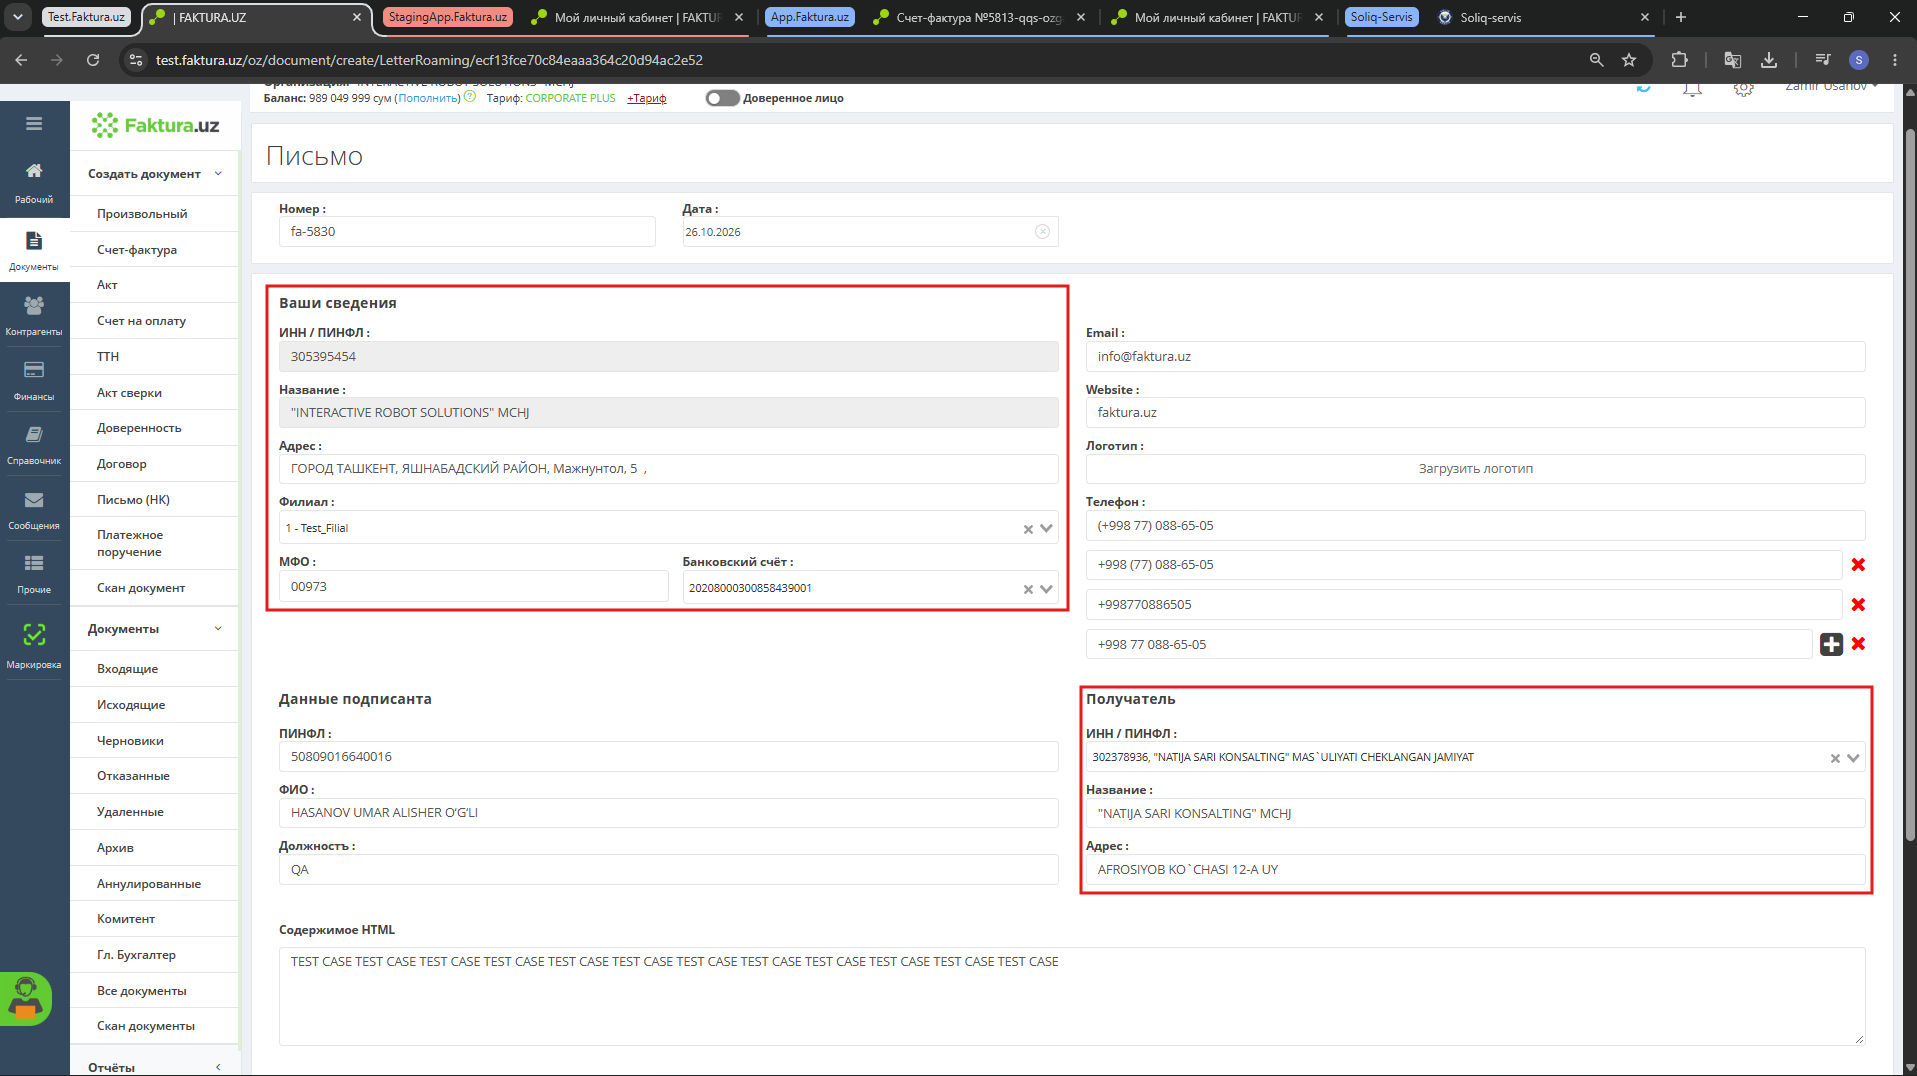 Test.Faktura.uz
| FAKTURA.UZ
StagingApp.Faktura.uz
Мой личный кабинет | FAKTUR
App.Faktura.uz
Счет-фактура №5813-qqs-ozg
Мой личный кабинет | FAKTUR
Soliq-Servis
Soliq-servis
test.faktura.uz/oz/document/create/LetterRoaming/ecf13fce70c84eaaa364c20d94ac2e52
S
Баланс: 989 049 999 сум (Пополнить) ? Тариф: CORPORATE PLUS +Тариф Доверенное лицо
Рабочий
Документы
Контрагенты
Финансы
Справочник
Сообщения
Прочие
Маркировка
Faktura.uz
Создать документ
Произвольный
Счет-фактура
Акт
Счет на оплату
ТТН
Акт сверки
Доверенность
Договор
Письмо (НК)
Платежное
поручение
Скан документ
Документы
Входящие
Исходящие
Черновики
Отказанные
Удаленные
Архив
Аннулированные
Комитент
Гл. Бухгалтер
Все документы
Скан документы
Отчёты
Письмо
Номер :
fa-5830
Дата :
26.10.2026
Ваши сведения
ИНН / ПИНФЛ :
305395454
Название :
"INTERACTIVE ROBOT SOLUTIONS" MCHJ
Адрес :
ГОРОД ТАШКЕНТ, ЯШНАБАДСКИЙ РАЙОН, Мажнунтол, 5 ,
Филиал :
1 - Test_Filial
МФО :
00973
Банковский счёт :
20208000300858439001
Email :
info@faktura.uz
Website :
faktura.uz
Логотип :
Загрузить логотип
Телефон :
(+998 77) 088-65-05
+998 (77) 088-65-05
+998770886505
+998 77 088-65-05
Данные подписанта
ПИНФЛ :
50809016640016
ФИО :
HASANOV UMAR ALISHER O‘G‘LI
Должностъ :
QA
Получатель
ИНН / ПИНФЛ :
302378936, "NATIJA SARI KONSALTING" MAS`ULIYATI CHEKLANGAN JAMIYAT
Название :
"NATIJA SARI KONSALTING" MCHJ
Адрес :
AFROSIYOB KO`CHASI 12-A UY
Содержимое HTML
TEST CASE TEST CASE TEST CASE TEST CASE TEST CASE TEST CASE TEST CASE TEST CASE TEST CASE TEST CASE TEST CASE TEST CASE